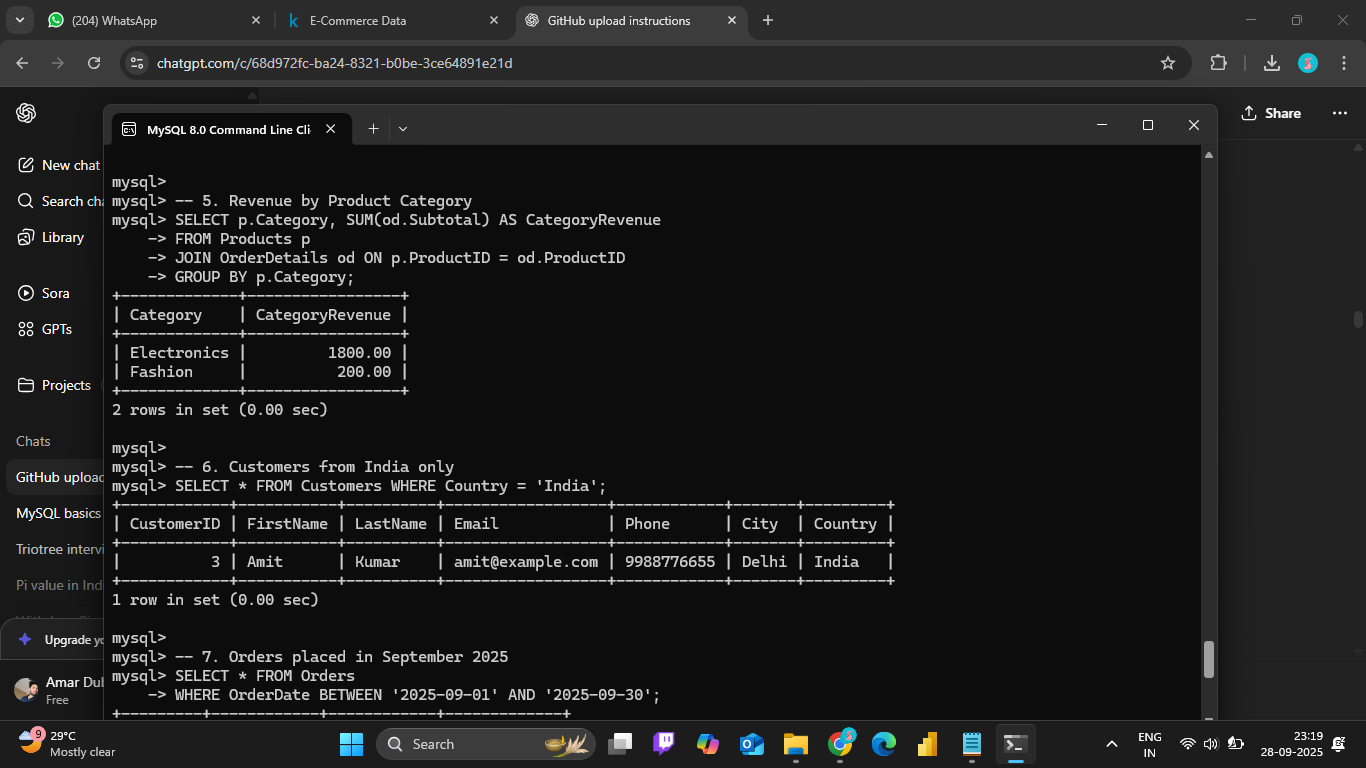 (204) WhatsApp
E-Commerce Data
GitHub upload instructions
chatgpt.com/c/68d972fc-ba24-8321-b0be-3ce64891e21d
Share
New chat
Search cha
Library
Sora
GPTs
Projects
Chats
GitHub upload
MySQL basics
Triotree intervi
Pi value in Indi
Upgrade yo
Amar Dub
Free
MySQL 8.0 Command Line Cli
mysql>
mysql> -- 5. Revenue by Product Category
mysql> SELECT p.Category, SUM(od.Subtotal) AS CategoryRevenue
    -> FROM Products p
    -> JOIN OrderDetails od ON p.ProductID = od.ProductID
    -> GROUP BY p.Category;
+-------------+-----------------+
| Category    | CategoryRevenue |
+-------------+-----------------+
| Electronics |         1800.00 |
| Fashion     |          200.00 |
+-------------+-----------------+
2 rows in set (0.00 sec)
mysql>
mysql> -- 6. Customers from India only
mysql> SELECT * FROM Customers WHERE Country = 'India';
+------------+-----------+----------+------------------+------------+-------+---------+
| CustomerID | FirstName | LastName | Email            | Phone      | City  | Country |
+------------+-----------+----------+------------------+------------+-------+---------+
|          3 | Amit      | Kumar    | amit@example.com | 9988776655 | Delhi | India   |
+------------+-----------+----------+------------------+------------+-------+---------+
1 row in set (0.00 sec)
mysql>
mysql> -- 7. Orders placed in September 2025
mysql> SELECT * FROM Orders
    -> WHERE OrderDate BETWEEN '2025-09-01' AND '2025-09-30';
+---------+------------+------------+-------------+
9
29°C
Mostly clear
Search
ENG
IN
23:19
28-09-2025